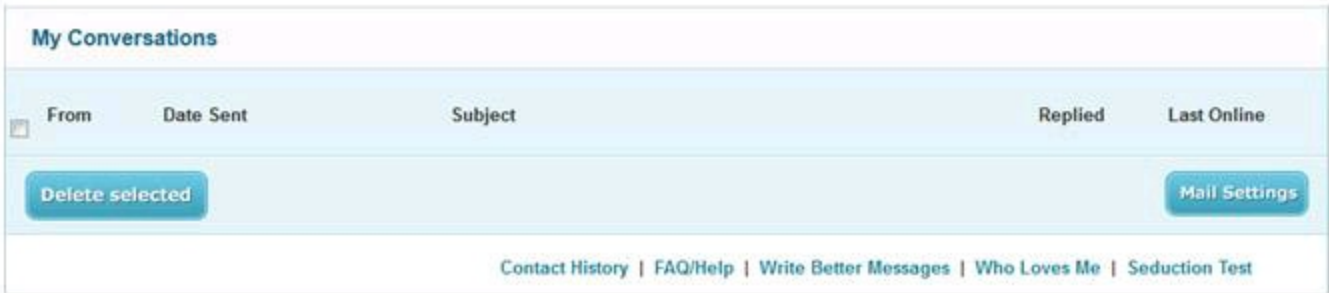 My Conversations
From Date Sent Subject Replied Last Online
Delete selected Mail Settings
Contact History | FAQ/Help | Write Better Messages | Who Loves Me | Seduction Test